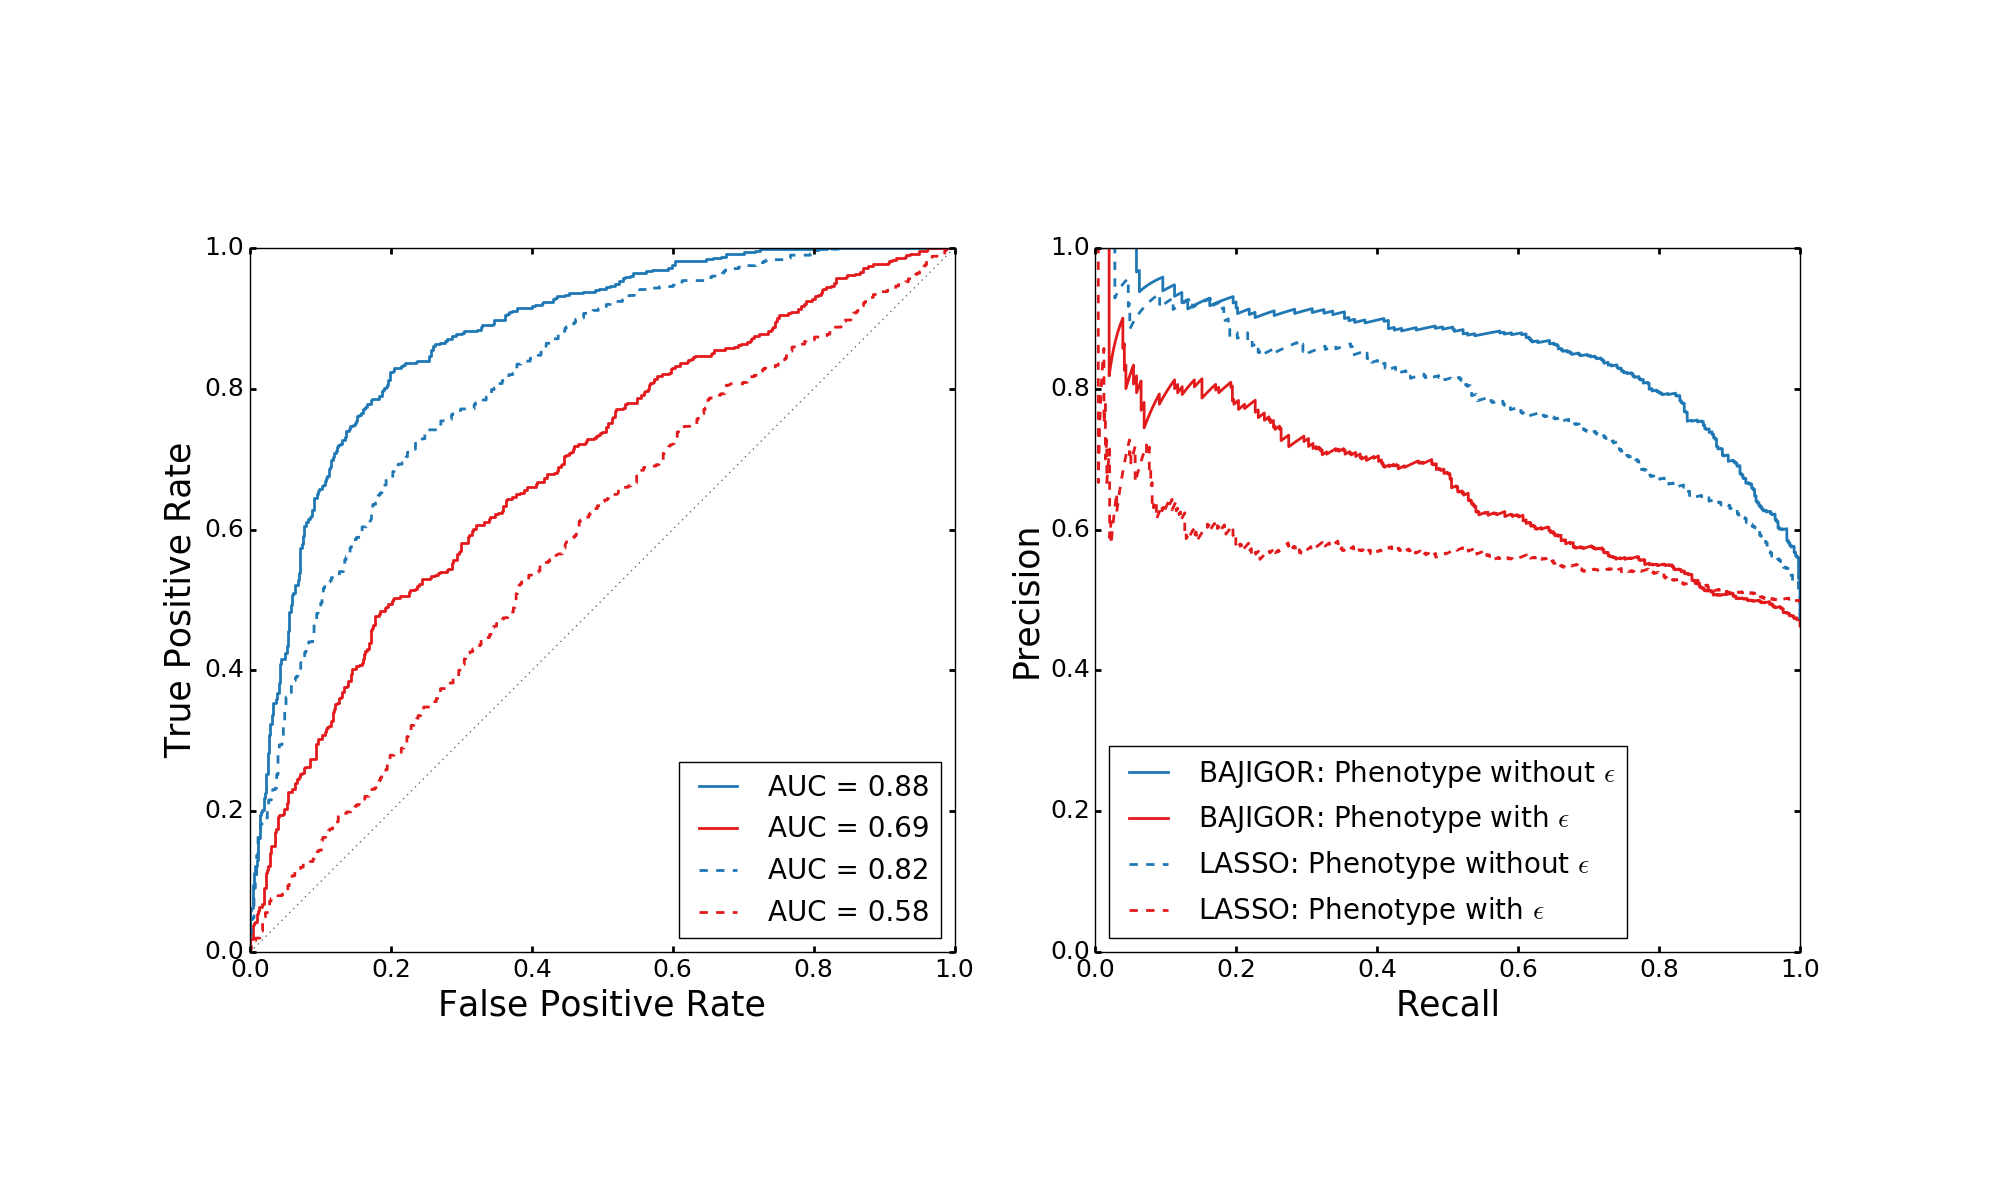 1.0
0.8
0.6
0.4
0.2
0.0
0.0 0.2 0.4 0.6 0.8 1.0
True Positive Rate
False Positive Rate
AUC = 0.88
AUC = 0.69
AUC = 0.82
AUC = 0.58
1.0
0.8
0.6
0.4
0.2
0.0
0.0 0.2 0.4 0.6 0.8 1.0
Precision
Recall
BAJIGOR: Phenotype without ϵ
BAJIGOR: Phenotype with ϵ
LASSO: Phenotype without ϵ
LASSO: Phenotype with ϵ